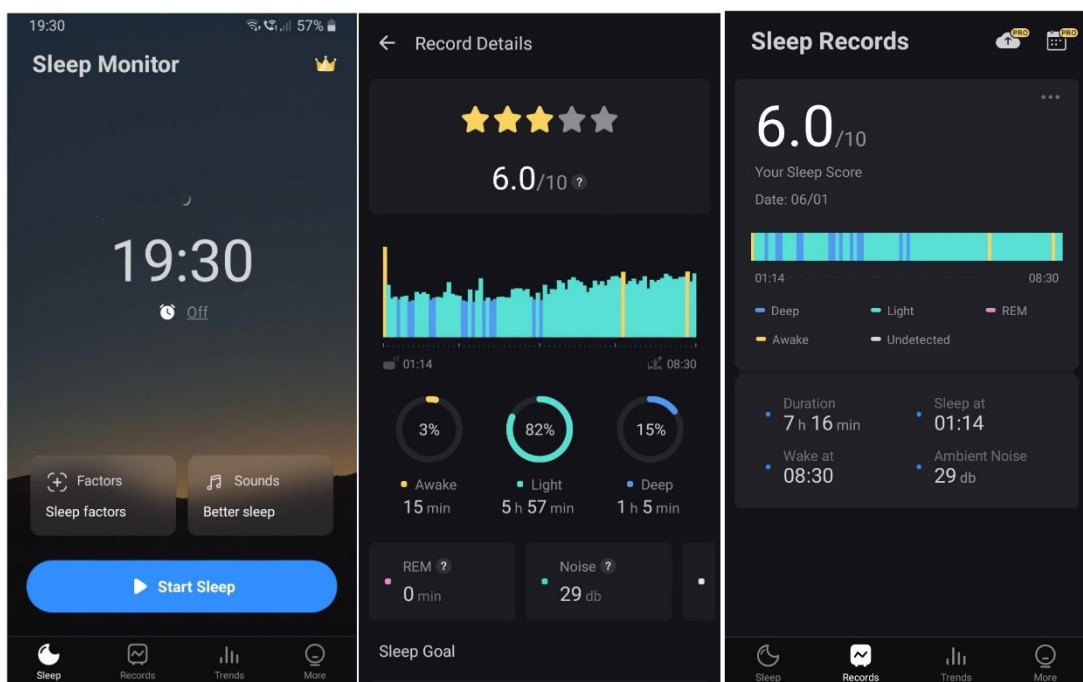 19:30
57%
Sleep Monitor
19:30
Off
Factors
Sleep factors
Sounds
Better sleep
Start Sleep
Sleep
Records
Trends
More
Record Details
6.0/10 ?
01:14
08:30
3%
82%
15%
Awake
15 min
Light
5 h 57 min
Deep
1 h 5 min
REM ?
0 min
Noise ?
29 db
Sleep Goal
Sleep Records
PRO
PRO
6.0/10
Your Sleep Score
Date: 06/01
01:14
08:30
Deep
Light
REM
Awake
Undetected
Duration
7 h 16 min
Sleep at
01:14
Wake at
08:30
Ambient Noise
29 db
Sleep
Records
Trends
More